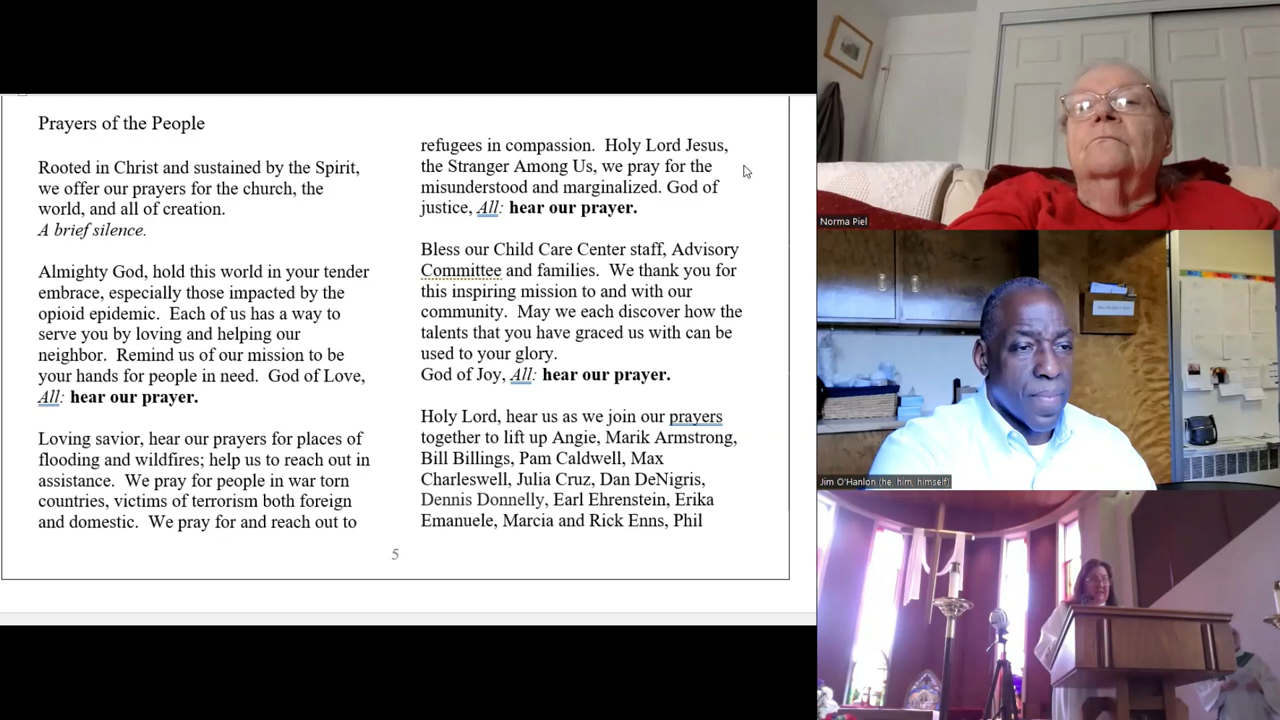 Prayers of the People
Rooted in Christ and sustained by the Spirit,
we offer our prayers for the church, the
world, and all of creation.
A brief silence.
Almighty God, hold this world in your tender
embrace, especially those impacted by the
opioid epidemic.  Each of us has a way to
serve you by loving and helping our
neighbor.  Remind us of our mission to be
your hands for people in need.  God of Love,
All: hear our prayer.
Loving savior, hear our prayers for places of
flooding and wildfires; help us to reach out in
assistance.  We pray for people in war torn
countries, victims of terrorism both foreign
and domestic.  We pray for and reach out to
refugees in compassion.  Holy Lord Jesus,
the Stranger Among Us, we pray for the
misunderstood and marginalized. God of
justice, All: hear our prayer.
Bless our Child Care Center staff, Advisory
Committee and families.  We thank you for
this inspiring mission to and with our
community.  May we each discover how the
talents that you have graced us with can be
used to your glory.
God of Joy, All: hear our prayer.
Holy Lord, hear us as we join our prayers
together to lift up Angie, Marik Armstrong,
Bill Billings, Pam Caldwell, Max
Charleswell, Julia Cruz, Dan DeNigris,
Dennis Donnelly, Earl Ehrenstein, Erika
Emanuele, Marcia and Rick Enns, Phil
5
Norma Piel
Jim O'Hanlon (he, him, himself)